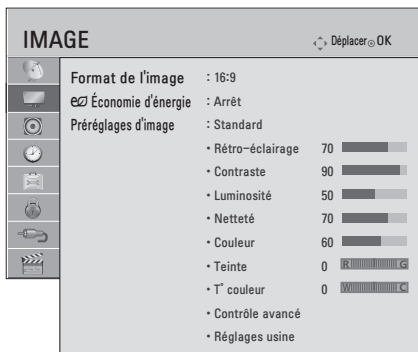 IMAGE
Déplacer OK
Format de l'image : 16:9
Économie d'énergie : Arrêt
Préréglages d'image : Standard
• Rétro-éclairage 70
• Contraste 90
• Luminosité 50
• Netteté 70
• Couleur 60
• Teinte 0 R G
• T° couleur 0 W C
• Contrôle avancé
• Réglages usine